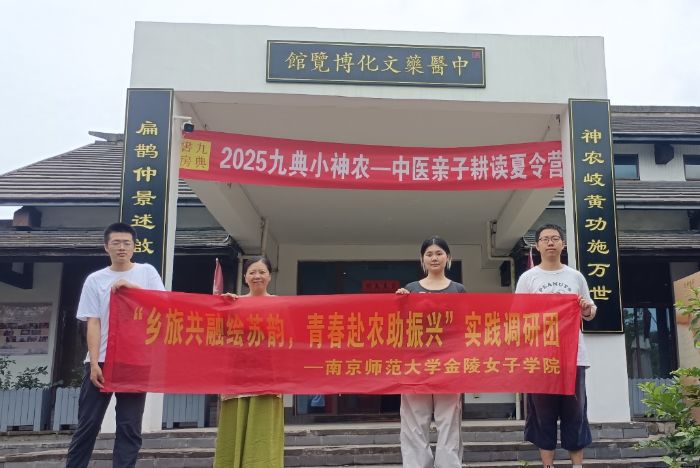 中醫藥文化博覽館
九典
書房
2025九典小神农—中医亲子耕读夏令营
扁鹊仲景述
神农岐黄功施万世
PEANUTS
“乡旅共融绘苏韵，青春赴农助振兴”实践调研团
—南京师范大学金陵女子学院